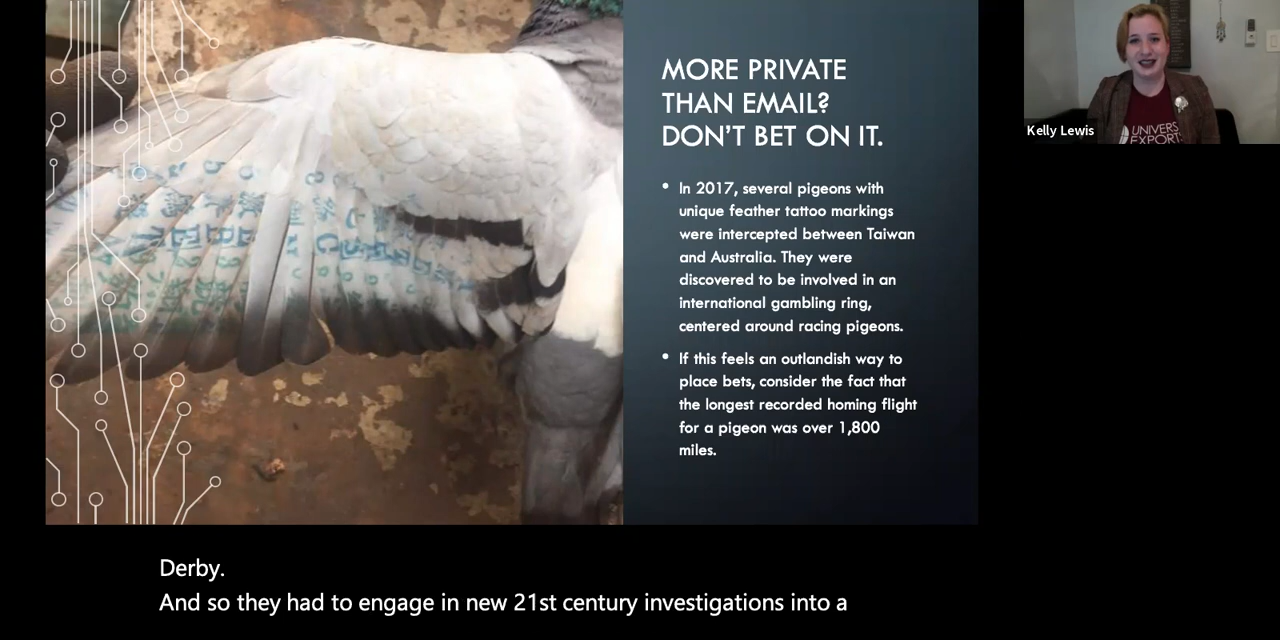 MORE PRIVATE
THAN EMAIL?
DON'T BET ON IT.
• In 2017, several pigeons with
unique feather tattoo markings
were intercepted between Taiwan
and Australia. They were
discovered to be involved in an
international gambling ring,
centered around racing pigeons.
• If this feels an outlandish way to
place bets, consider the fact that
the longest recorded homing flight
for a pigeon was over 1,800
miles.
Kelly Lewis
UNIVERS
EXPORT
Derby.
And so they had to engage in new 21st century investigations into a